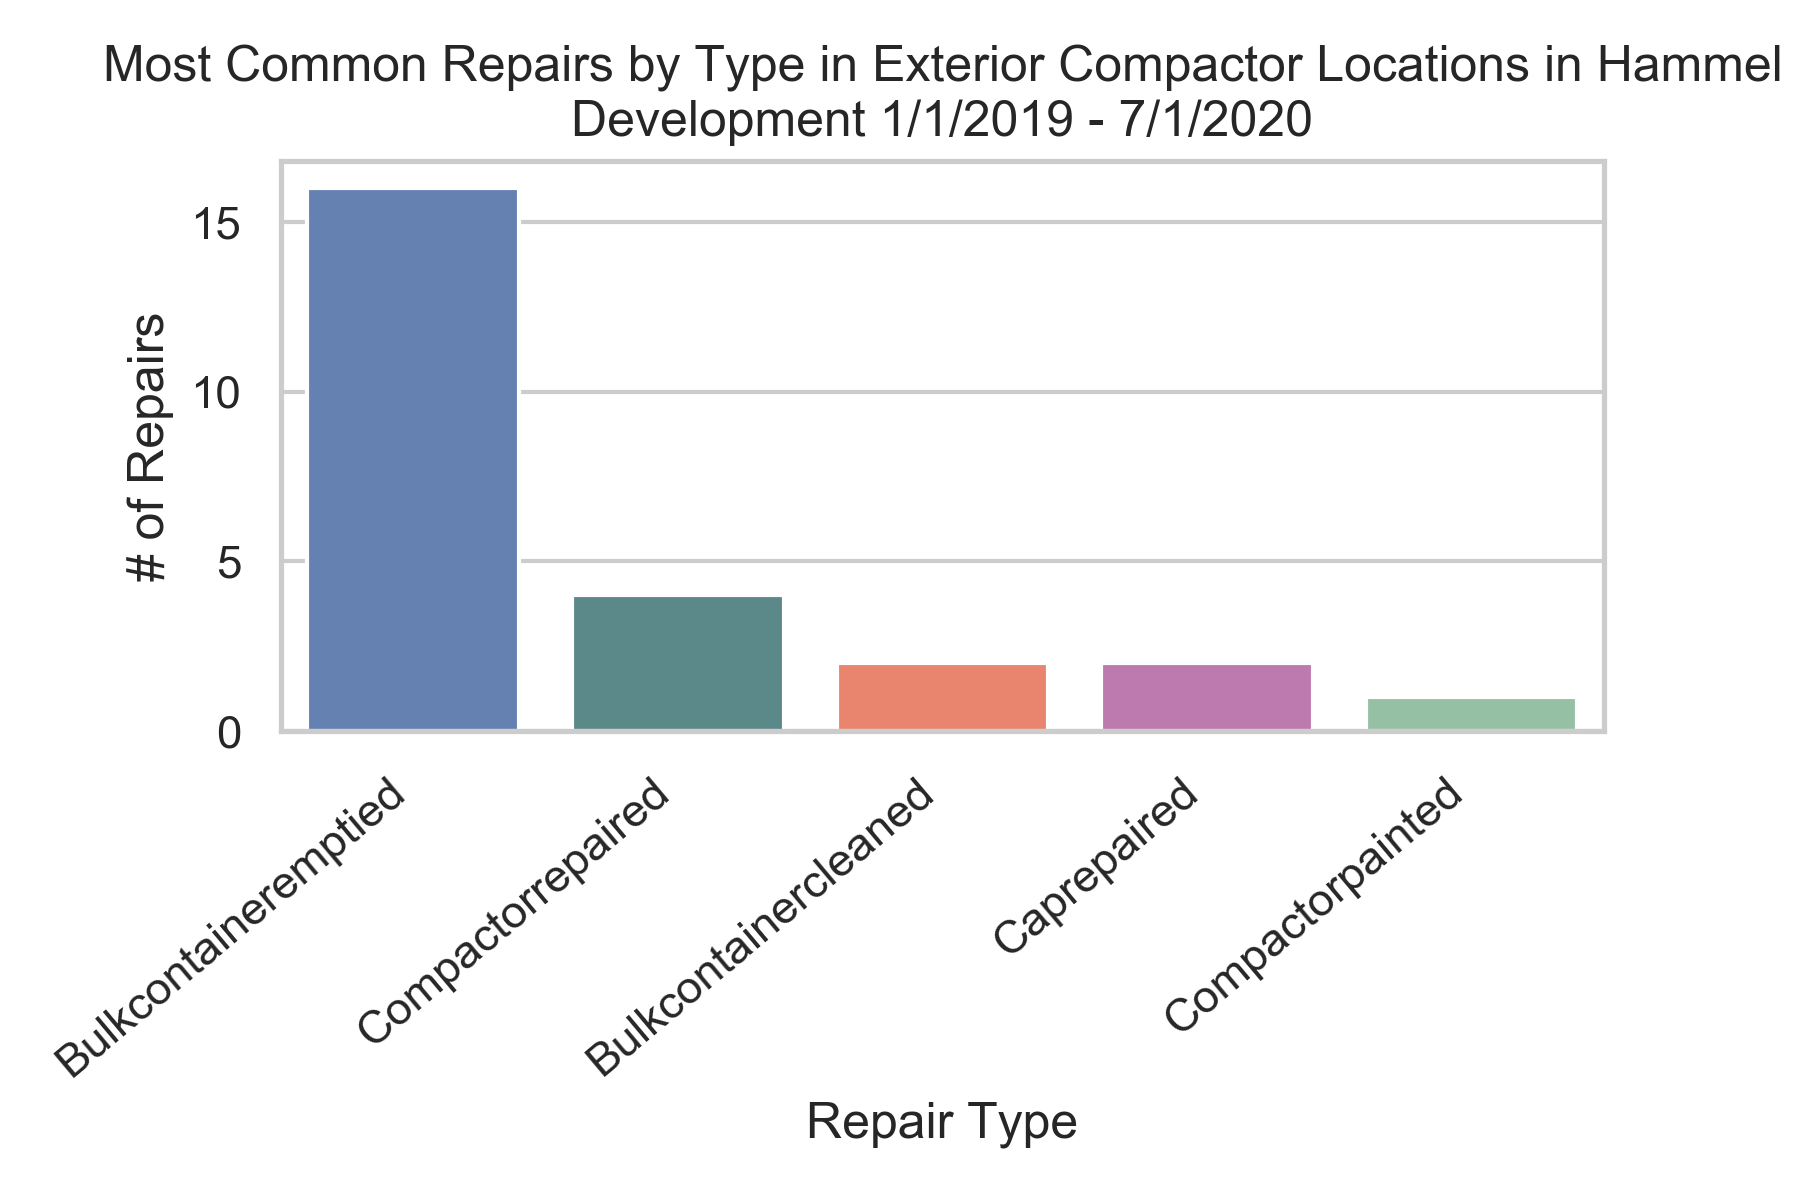 Most Common Repairs by Type in Exterior Compactor Locations in Hammel
Development 1/1/2019 - 7/1/2020
# of Repairs
15
10
5
0
Bulkcontaineremptied
Compactorrepaired
Bulkcontainercleaned
Caprepaired
Compactorpainted
Repair Type